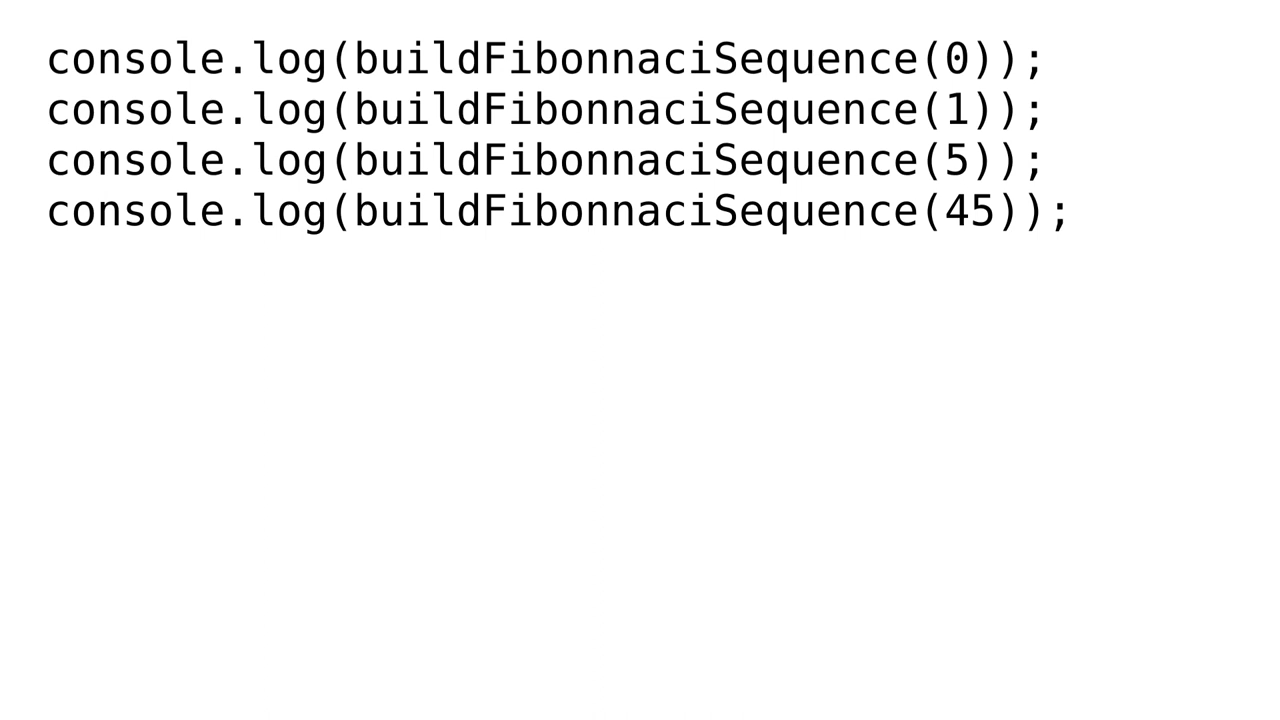 console.log(buildFibonnaciSequence(0));
console.log(buildFibonnaciSequence(1));
console.log(buildFibonnaciSequence(5));
console.log(buildFibonnaciSequence(45));